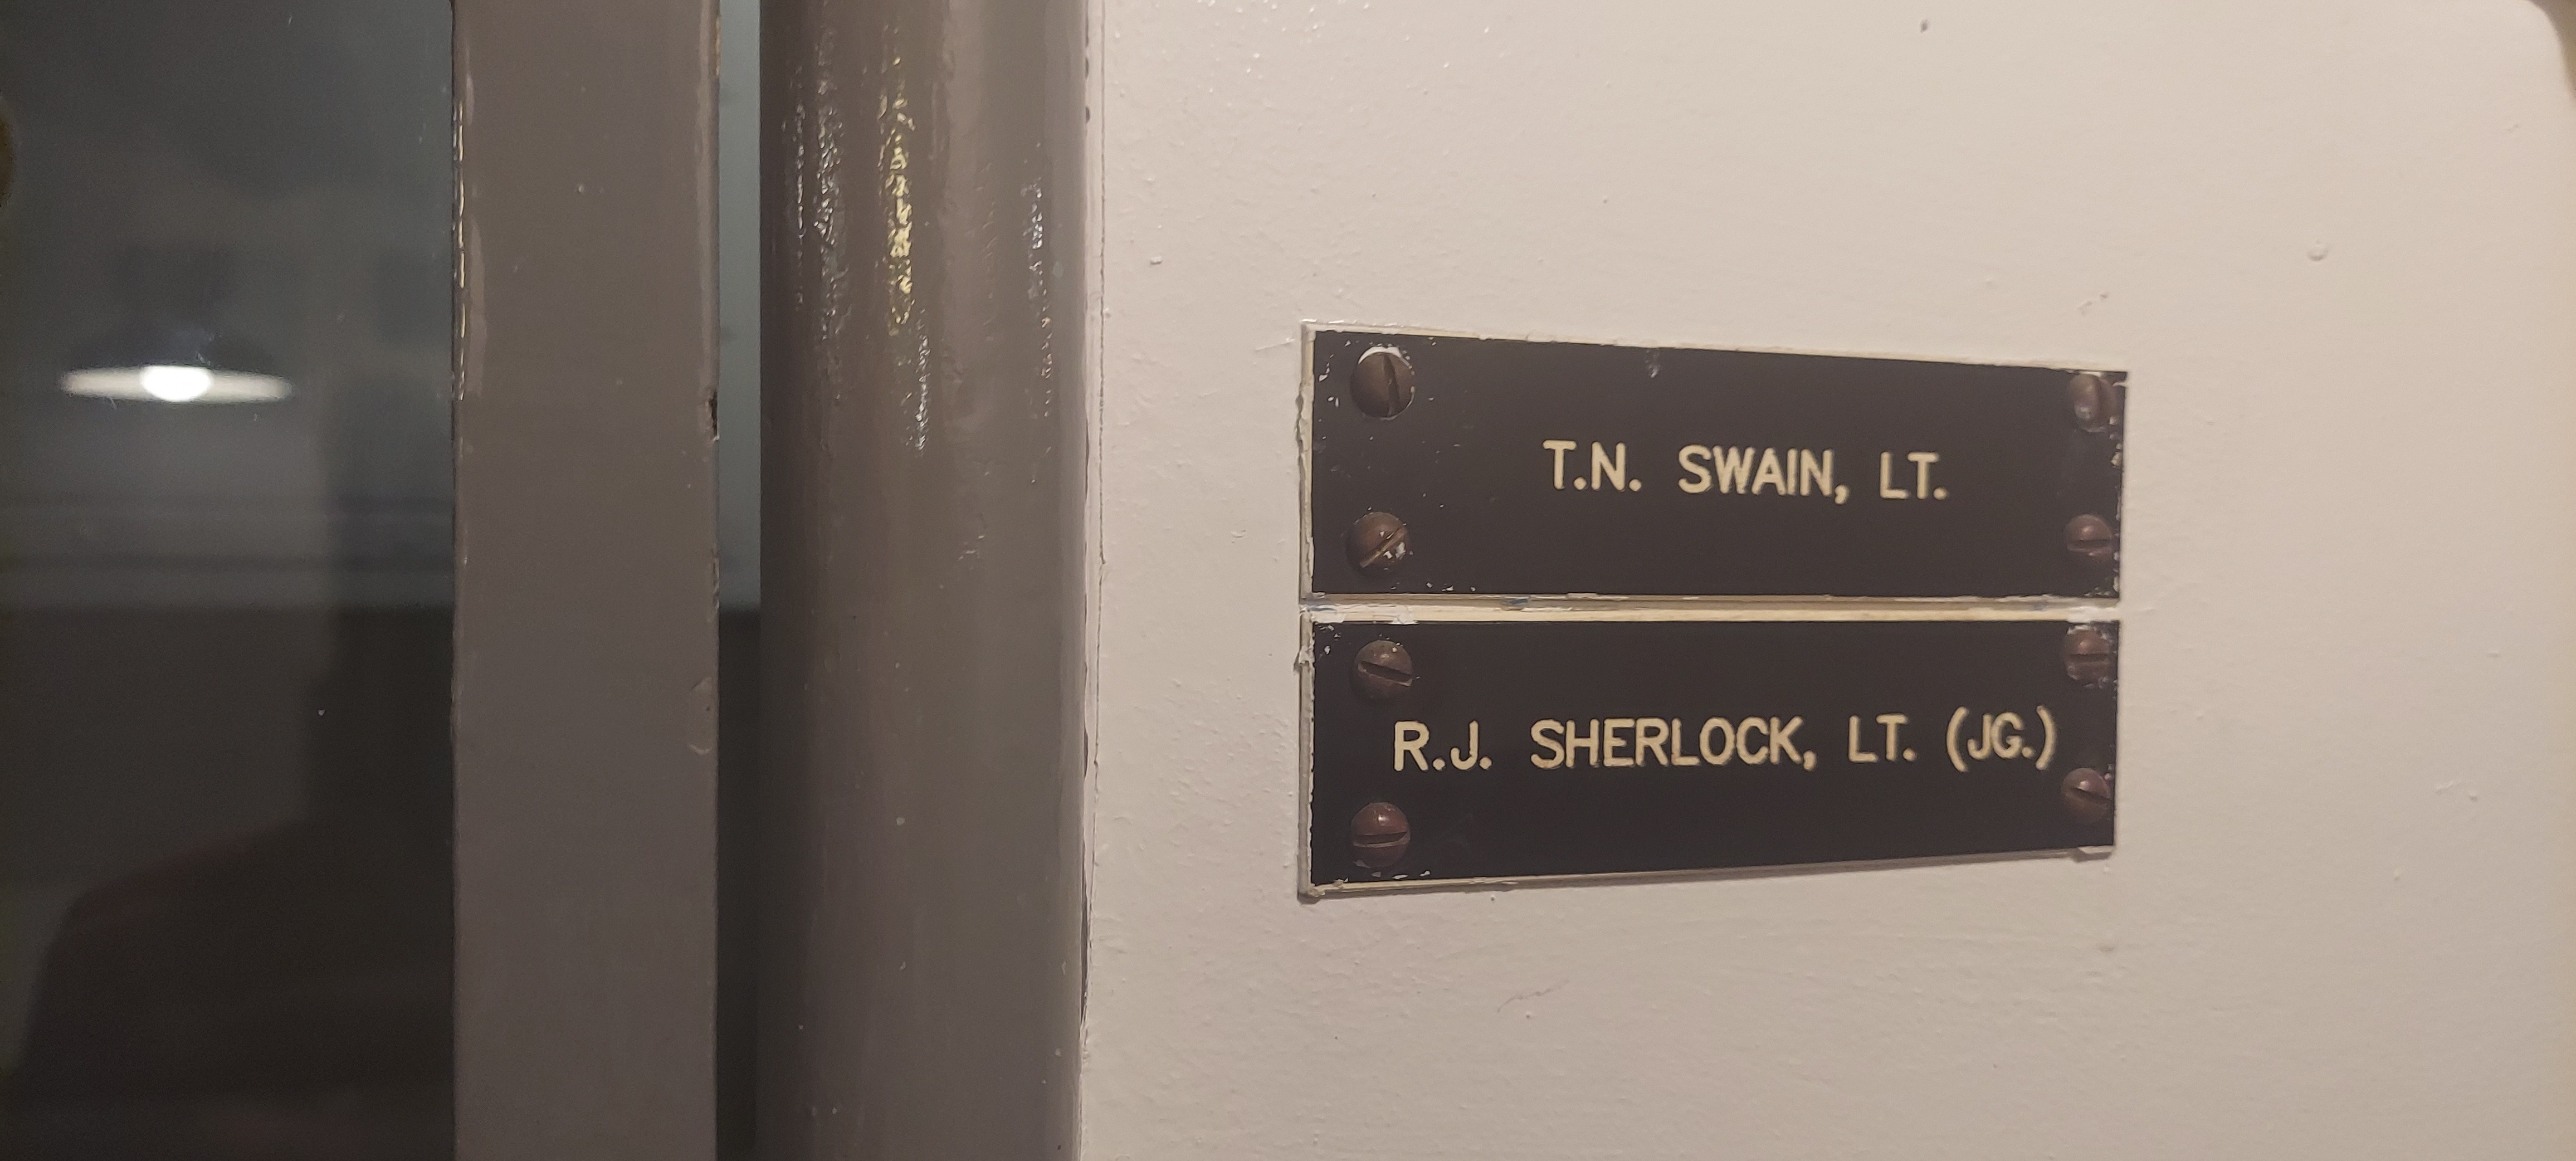 T.N. SWAIN, LT.
R.J. SHERLOCK, LT. (JG.)